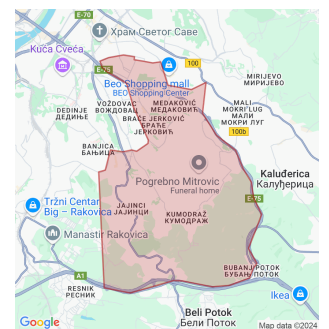 E-70
Храм Светог Саве
Кућа Цвећа
E-75
Beo Shopping mall
BEO Shopping Center
100
MIRIJEVO
МИРИЈЕВО
DEDINJE
ДЕДИЊЕ
VOŽDOVAC
ВОЖДОВАЦ
MEDAKOVIĆ
МЕДАКОВИЋ
MALI
MOKRI LUG
МАЛИ
МОКРИ ЛУГ
BRAĆE JERKOVIĆ
БРАЋЕ
ЈЕРКОВИЋ
100b
BANJICA
БАЊИЦА
Pogrebno Mitrovic
Funeral home
Kaluđerica
Калуђерица
E-75
Tržni Centar
Big – Rakovica
JAJINCI
ЈАЈИНЦИ
KUMODRAŽ
КУМОДРАЖ
Manastir Rakovica
BUBANJ POTOK
БУБАЊ ПОТОК
A1
RESNIK
РЕСНИК
Ikea
Beli Potok
Бели Поток
Google
Map data ©2024